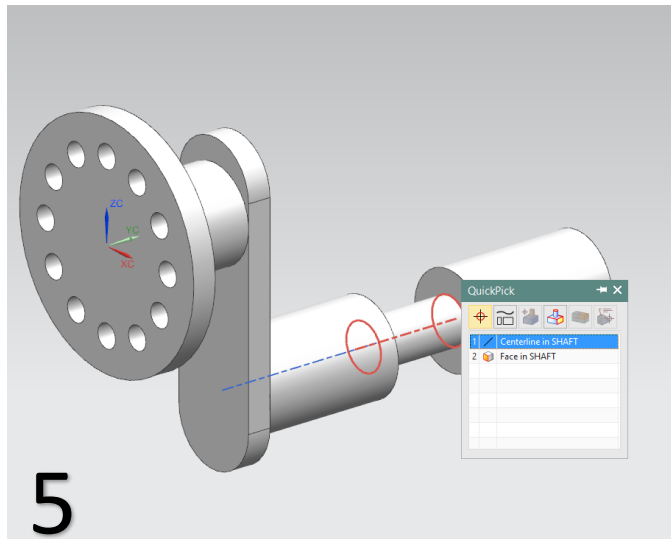 ZC
YC
XC
QuickPick
1 Centerline in SHAFT
2 Face in SHAFT
5